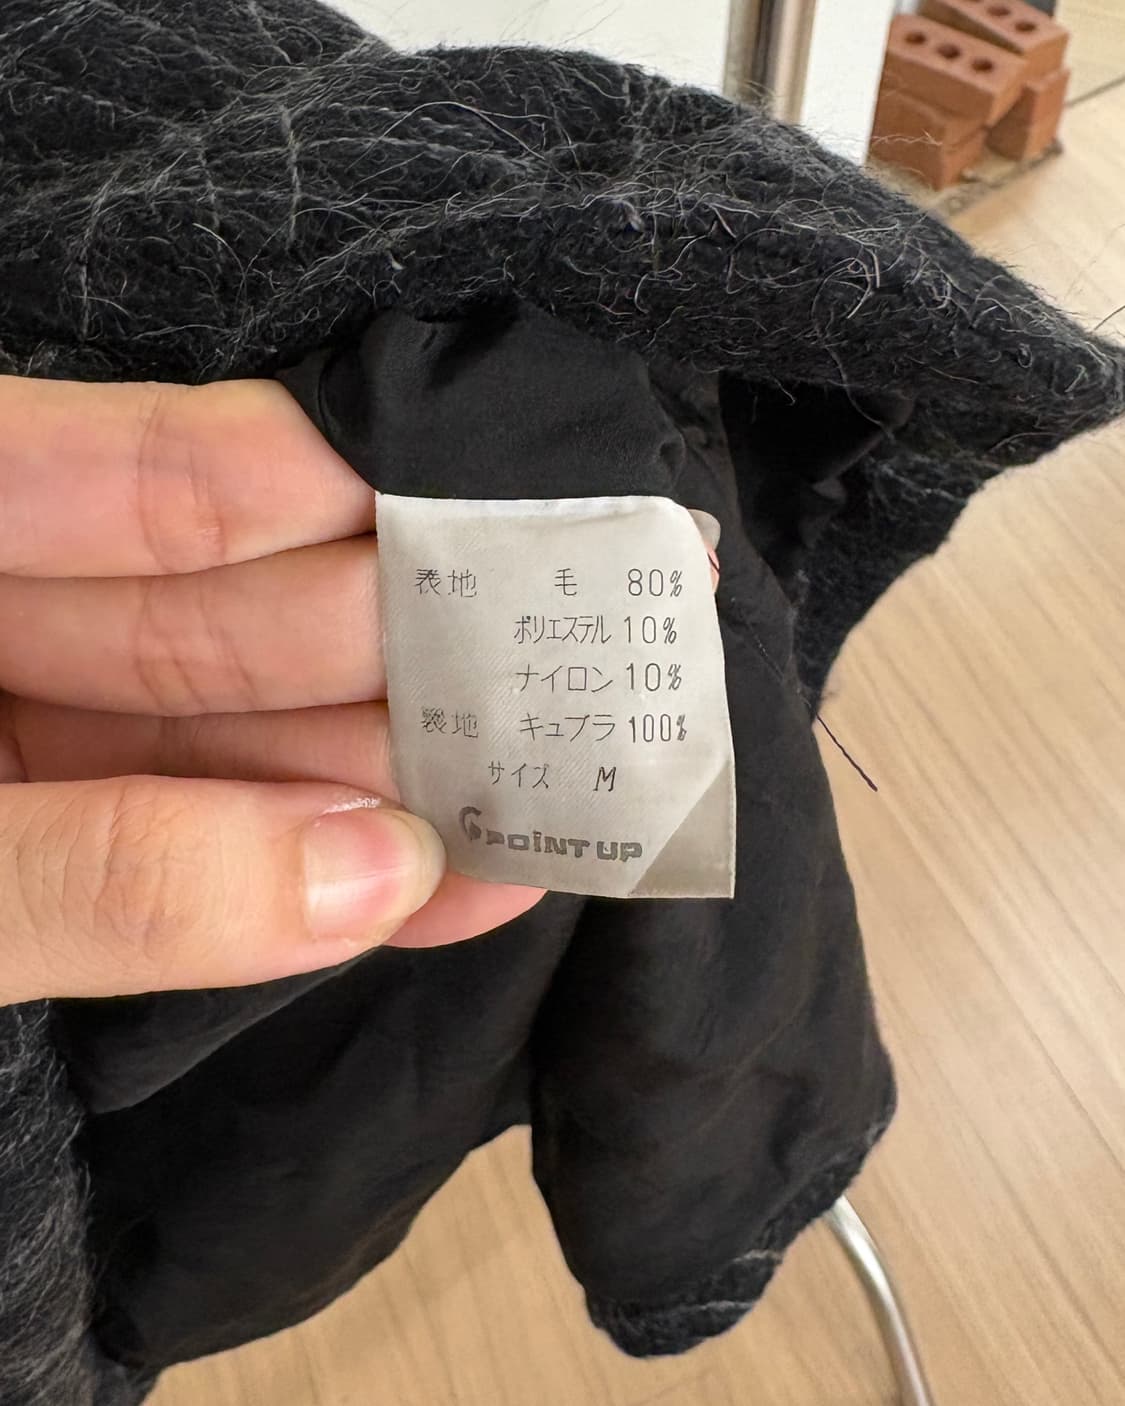 表地 毛 80%
ポリエステル 10%
ナイロン 10%
裏地 キュプラ 100%
サイズ M
POINT UP